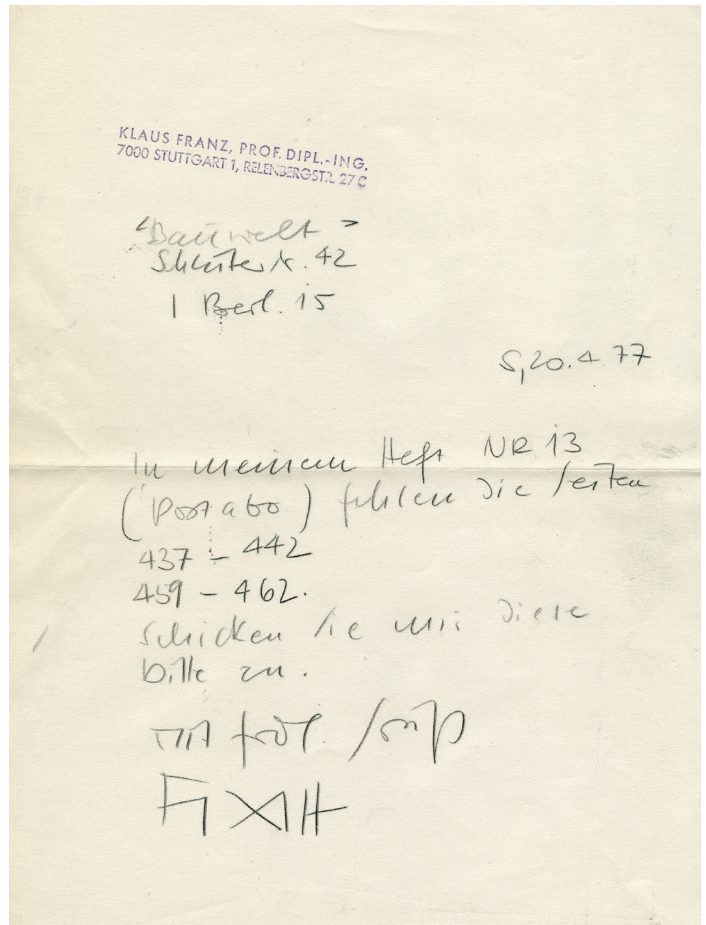 KLAUS FRANZ, PROF. DIPL.-ING.
7000 STUTTGART 1, RELENBERGSTR. 27 C
"Bauwelt"
Schlüterstr. 42
1 Berl. 15
S, 20.4.77
In meinem Heft NR 13
(Postabo) fehlen die Seiten
437 – 442
459 – 462.
Schicken Sie mir diese
bitte zu.
mit frdl.